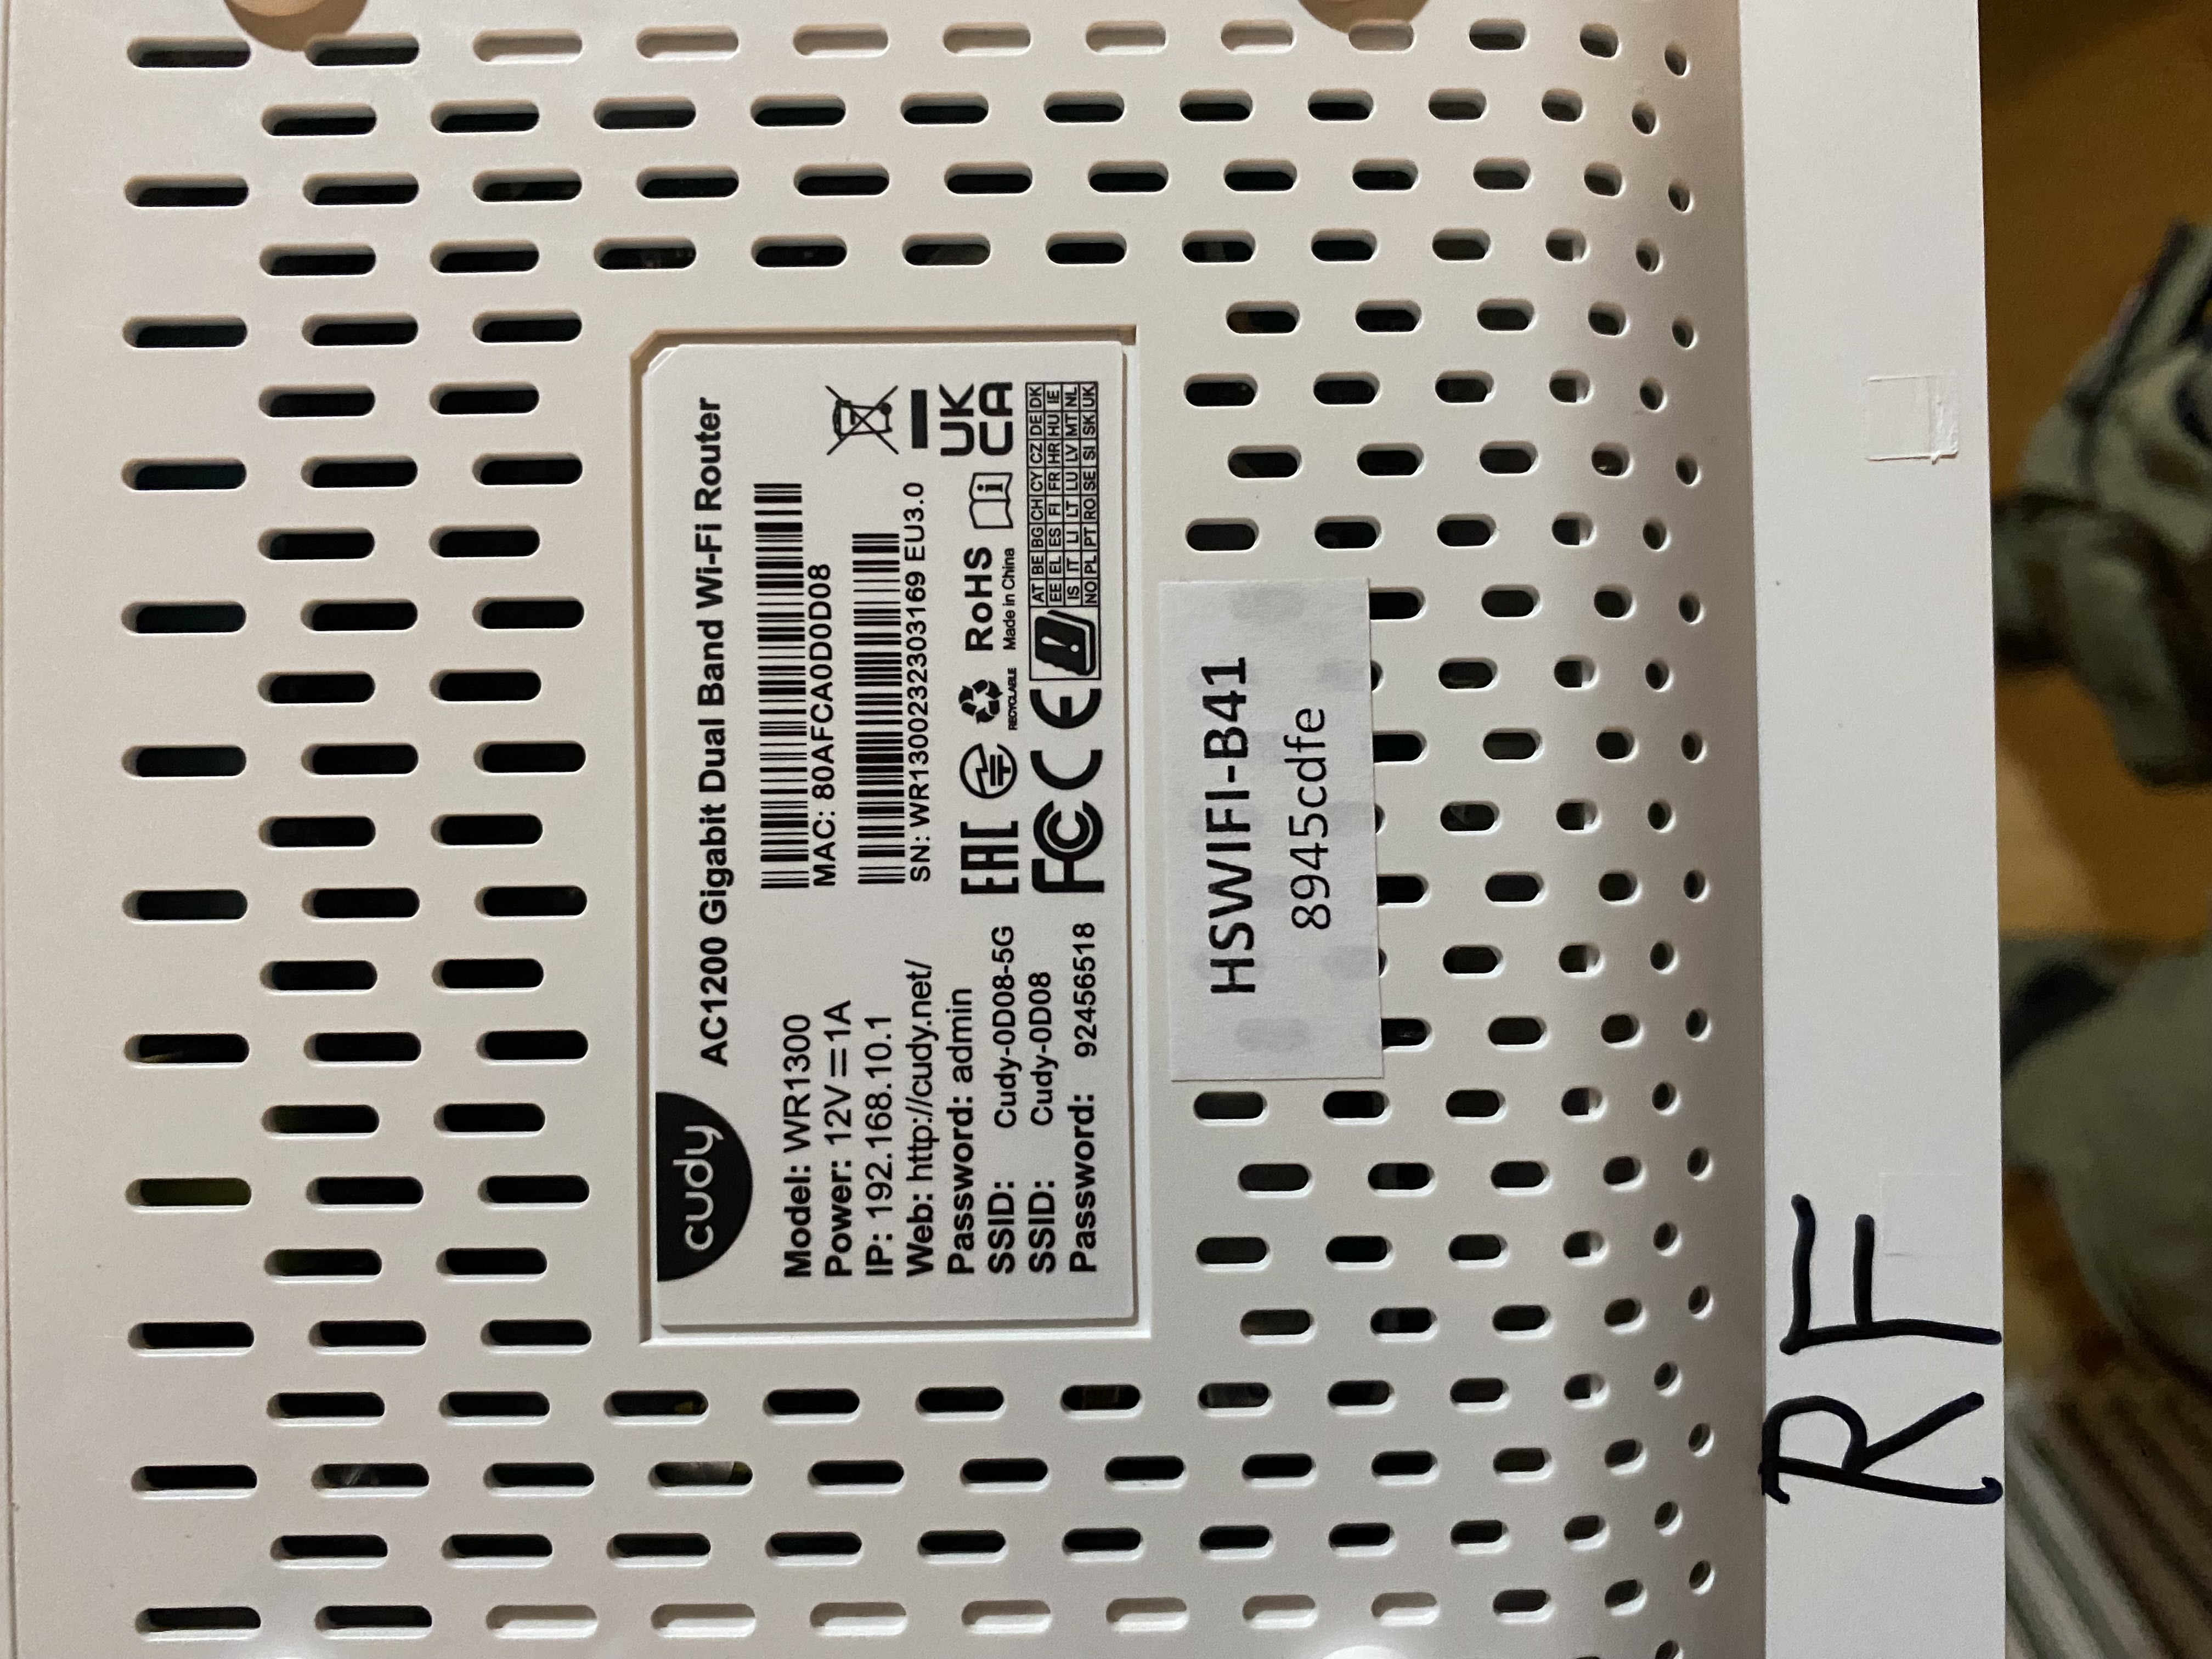 cudy
AC1200 Gigabit Dual Band Wi-Fi Router
Model: WR1300
Power: 12V⎓1A
IP: 192.168.10.1
Web: http://cudy.net/
Password: admin
SSID: Cudy-0D08-5G
SSID: Cudy-0D08
Password: 92456518
MAC: 80AFCA0D0D08
SN: WR1300232303169 EU3.0
EAC
RECYCLABLE
RoHS
Made in China
UK
CA
FC CE
AT BE BG CH CY CZ DE DK
EE EL ES FI FR HR HU IE
IS IT LI LT LU LV MT NL
NO PL PT RO SE SI SK UK
HSWIFI-B41
8945cdfe
RF